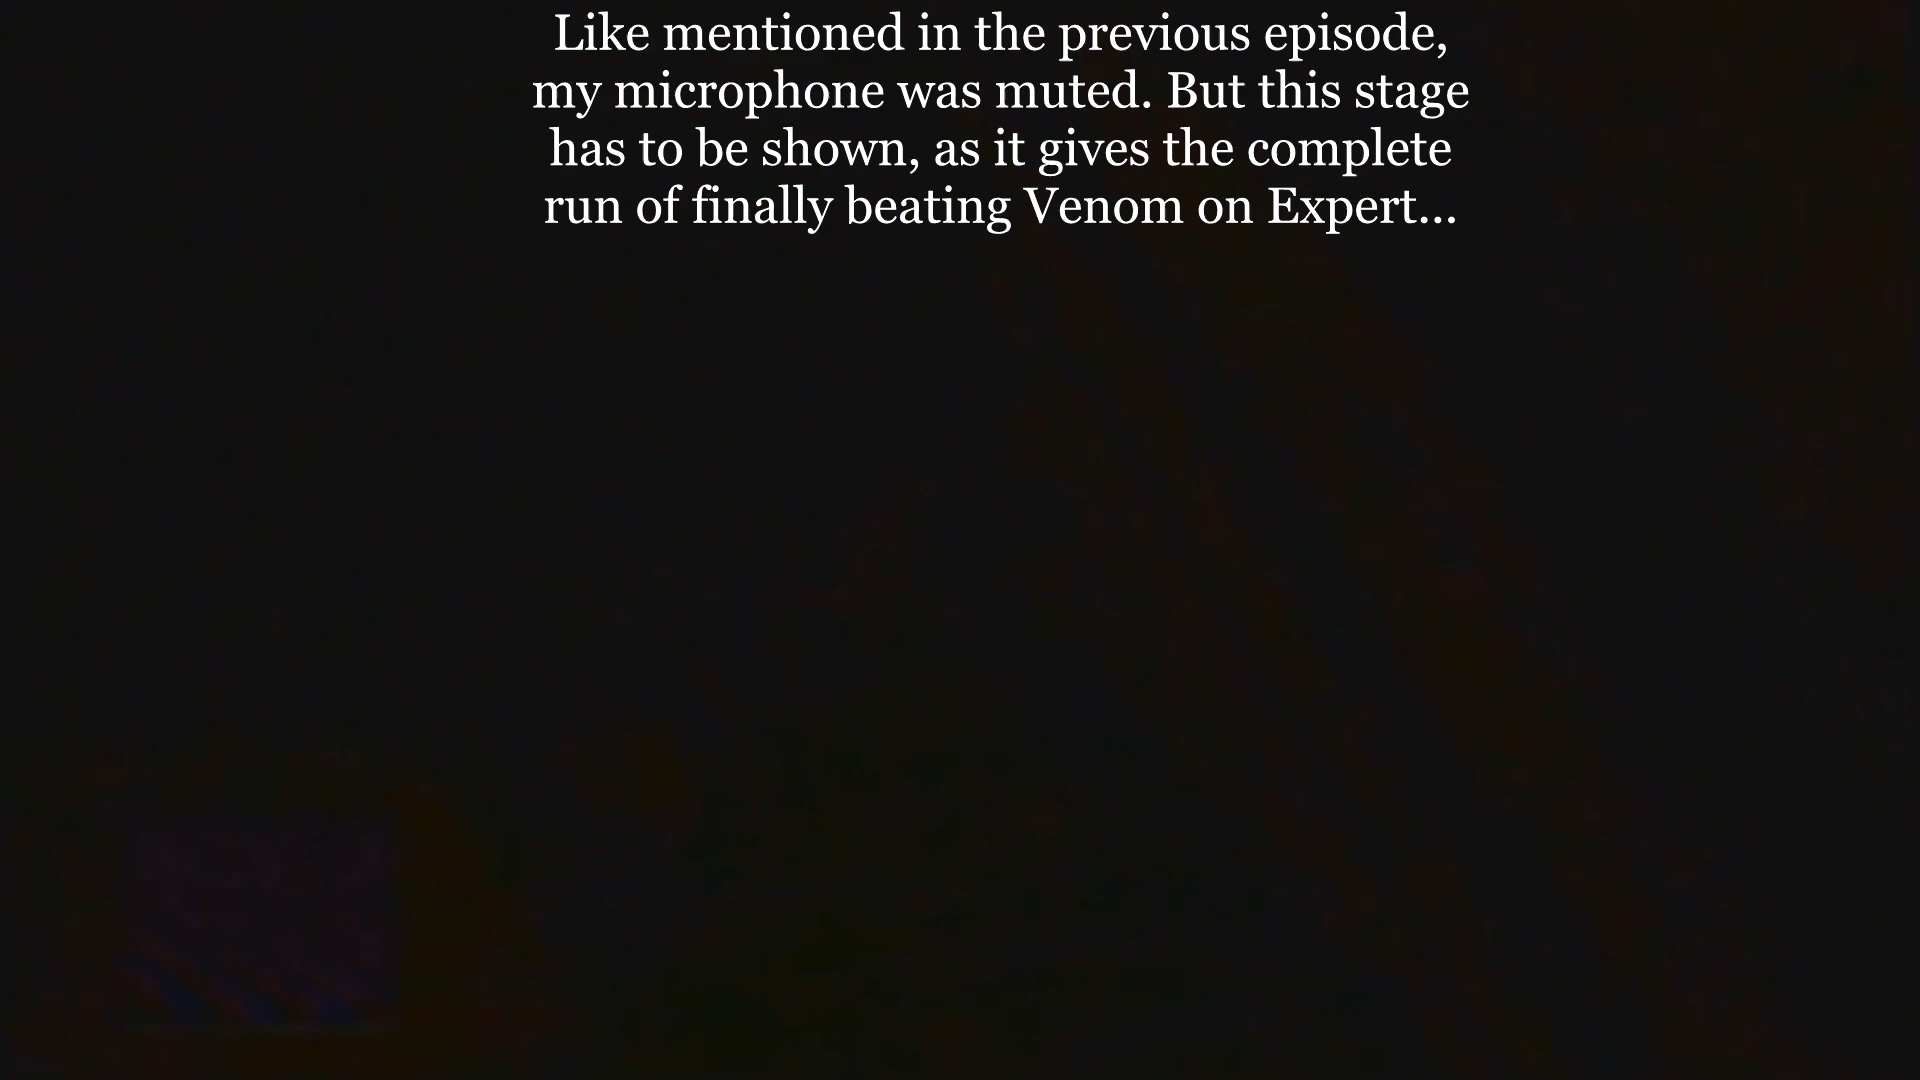 Like mentioned in the previous episode,
my microphone was muted. But this stage
has to be shown, as it gives the complete
run of finally beating Venom on Expert...